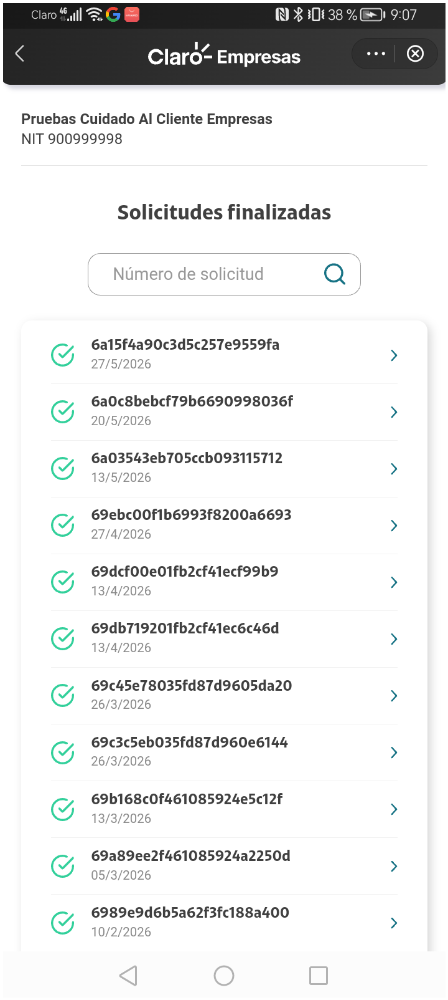 Claro 4G 38 % 9:07
Claro Empresas
Pruebas Cuidado Al Cliente Empresas
NIT 900999998
Solicitudes finalizadas
Número de solicitud
6a15f4a90c3d5c257e9559fa
27/5/2026
6a0c8bebcf79b6690998036f
20/5/2026
6a03543eb705ccb093115712
13/5/2026
69ebc00f1b6993f8200a6693
27/4/2026
69dcf00e01fb2cf41ecf99b9
13/4/2026
69db719201fb2cf41ec6c46d
13/4/2026
69c45e78035fd87d9605da20
26/3/2026
69c3c5eb035fd87d960e6144
26/3/2026
69b168c0f461085924e5c12f
13/3/2026
69a89ee2f461085924a2250d
05/3/2026
6989e9d6b5a62f3fc188a400
10/2/2026